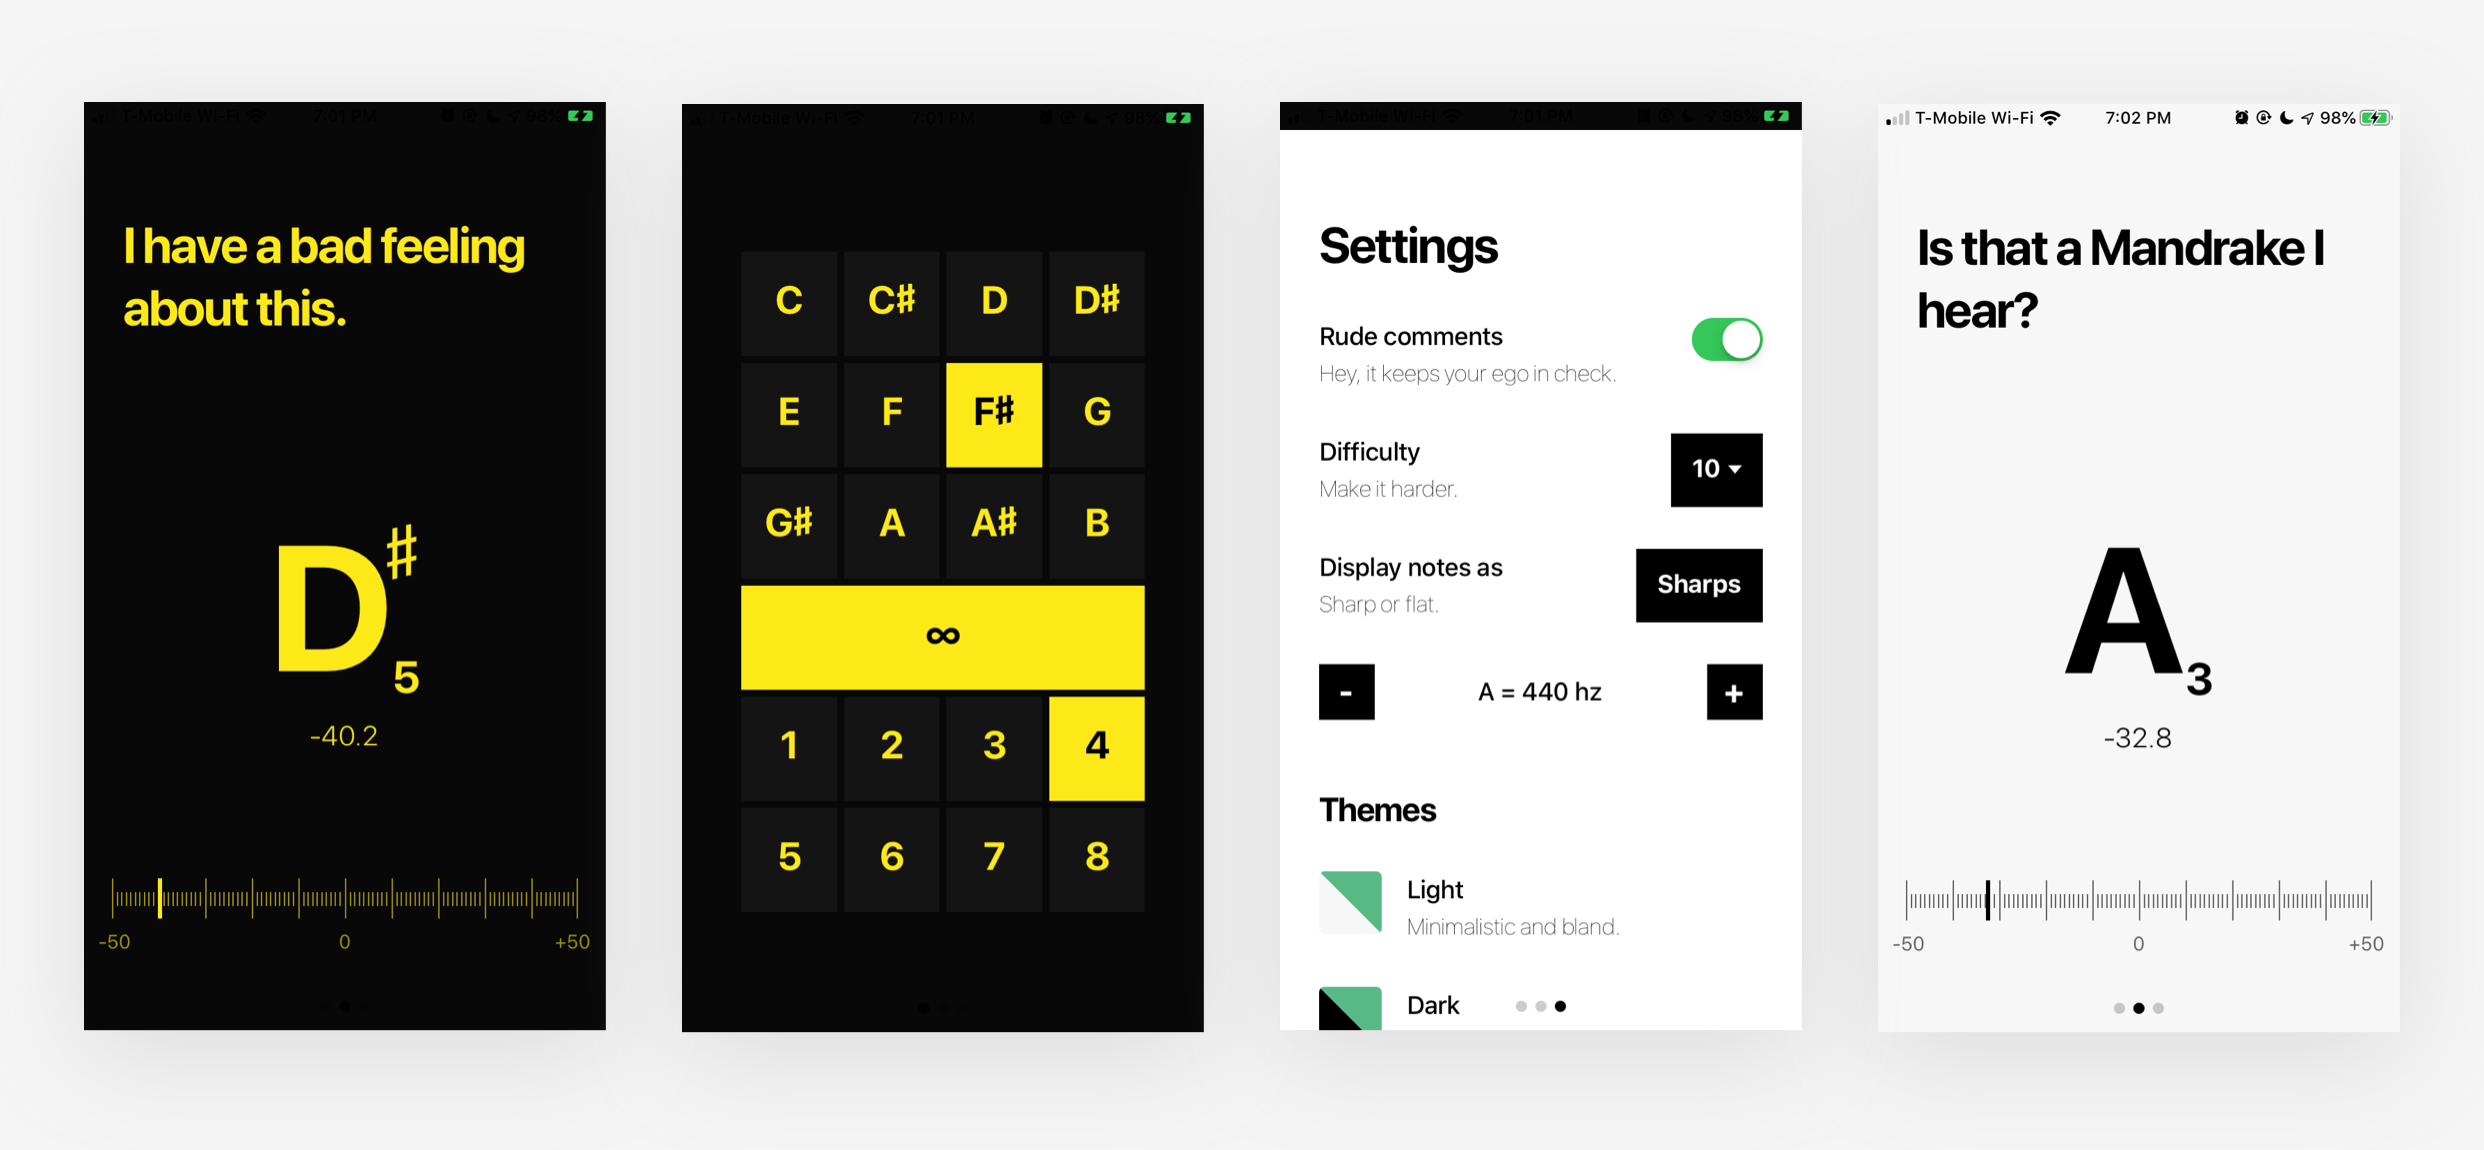 T-Mobile Wi-Fi 7:01 PM 98%
I have a bad feeling
about this.
D♯
5
-40.2
-50 0 +50
T-Mobile Wi-Fi 7:01 PM 98%
C C♯ D D♯
E F F♯ G
G♯ A A♯ B
∞
1 2 3 4
5 6 7 8
T-Mobile Wi-Fi 7:01 PM 98%
Settings
Rude comments
Hey, it keeps your ego in check.
Difficulty
Make it harder.
10
Display notes as
Sharp or flat.
Sharps
- A = 440 hz +
Themes
Light
Minimalistic and bland.
Dark
T-Mobile Wi-Fi 7:02 PM 98%
Is that a Mandrake I
hear?
A
3
-32.8
-50 0 +50